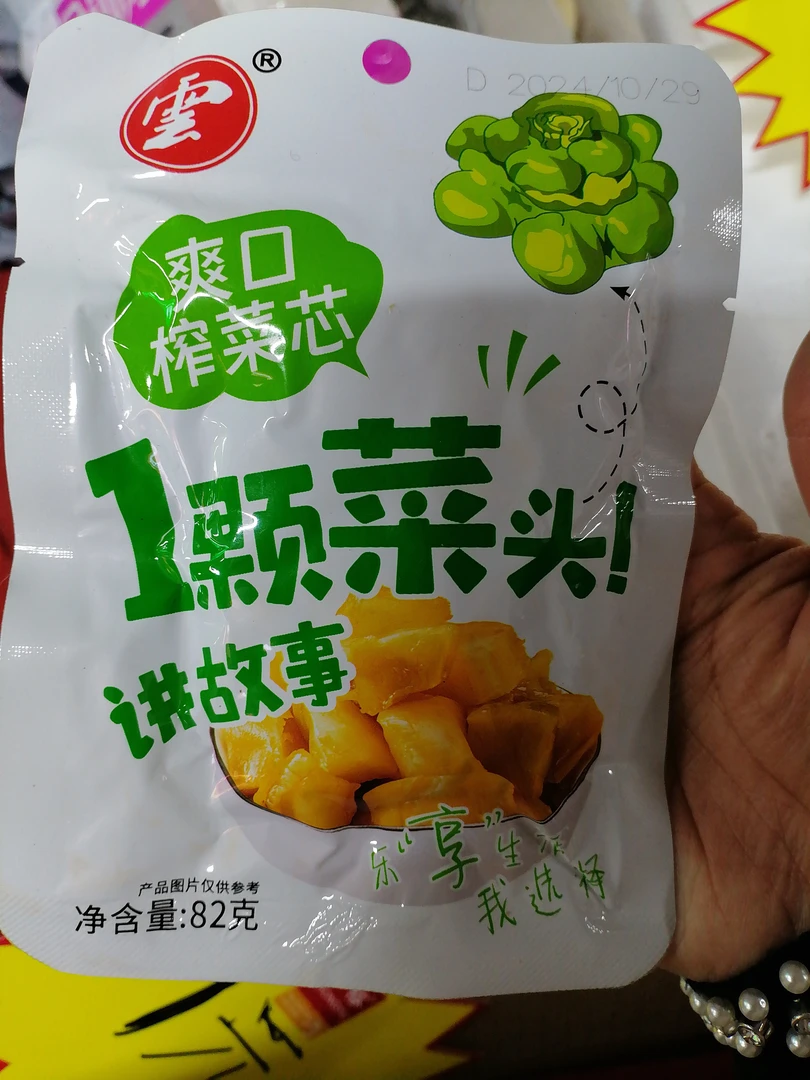 雲®
D 2024/10/29
爽口
榨菜芯
1颗菜头!
讲故事
乐“享”生活
我选择
产品图片仅供参考
净含量:82克